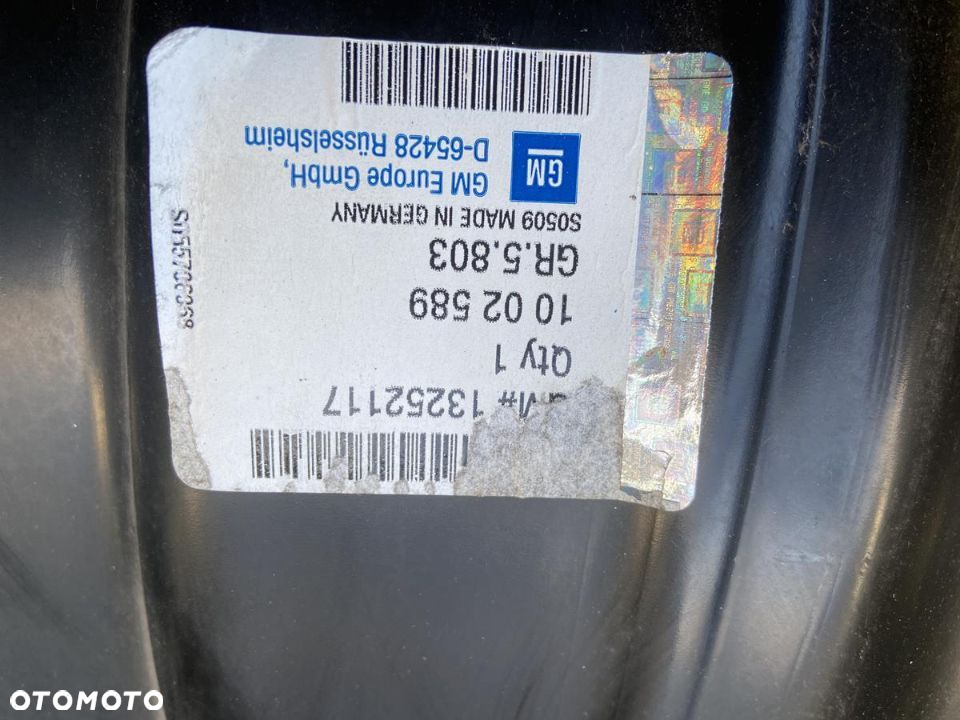 GM# 13252117
Qty 1
10 02 589
GR.5.803
S0509 MADE IN GERMANY
GM
GM Europe GmbH,
D-65428 Rüsselsheim
OTOMOTO